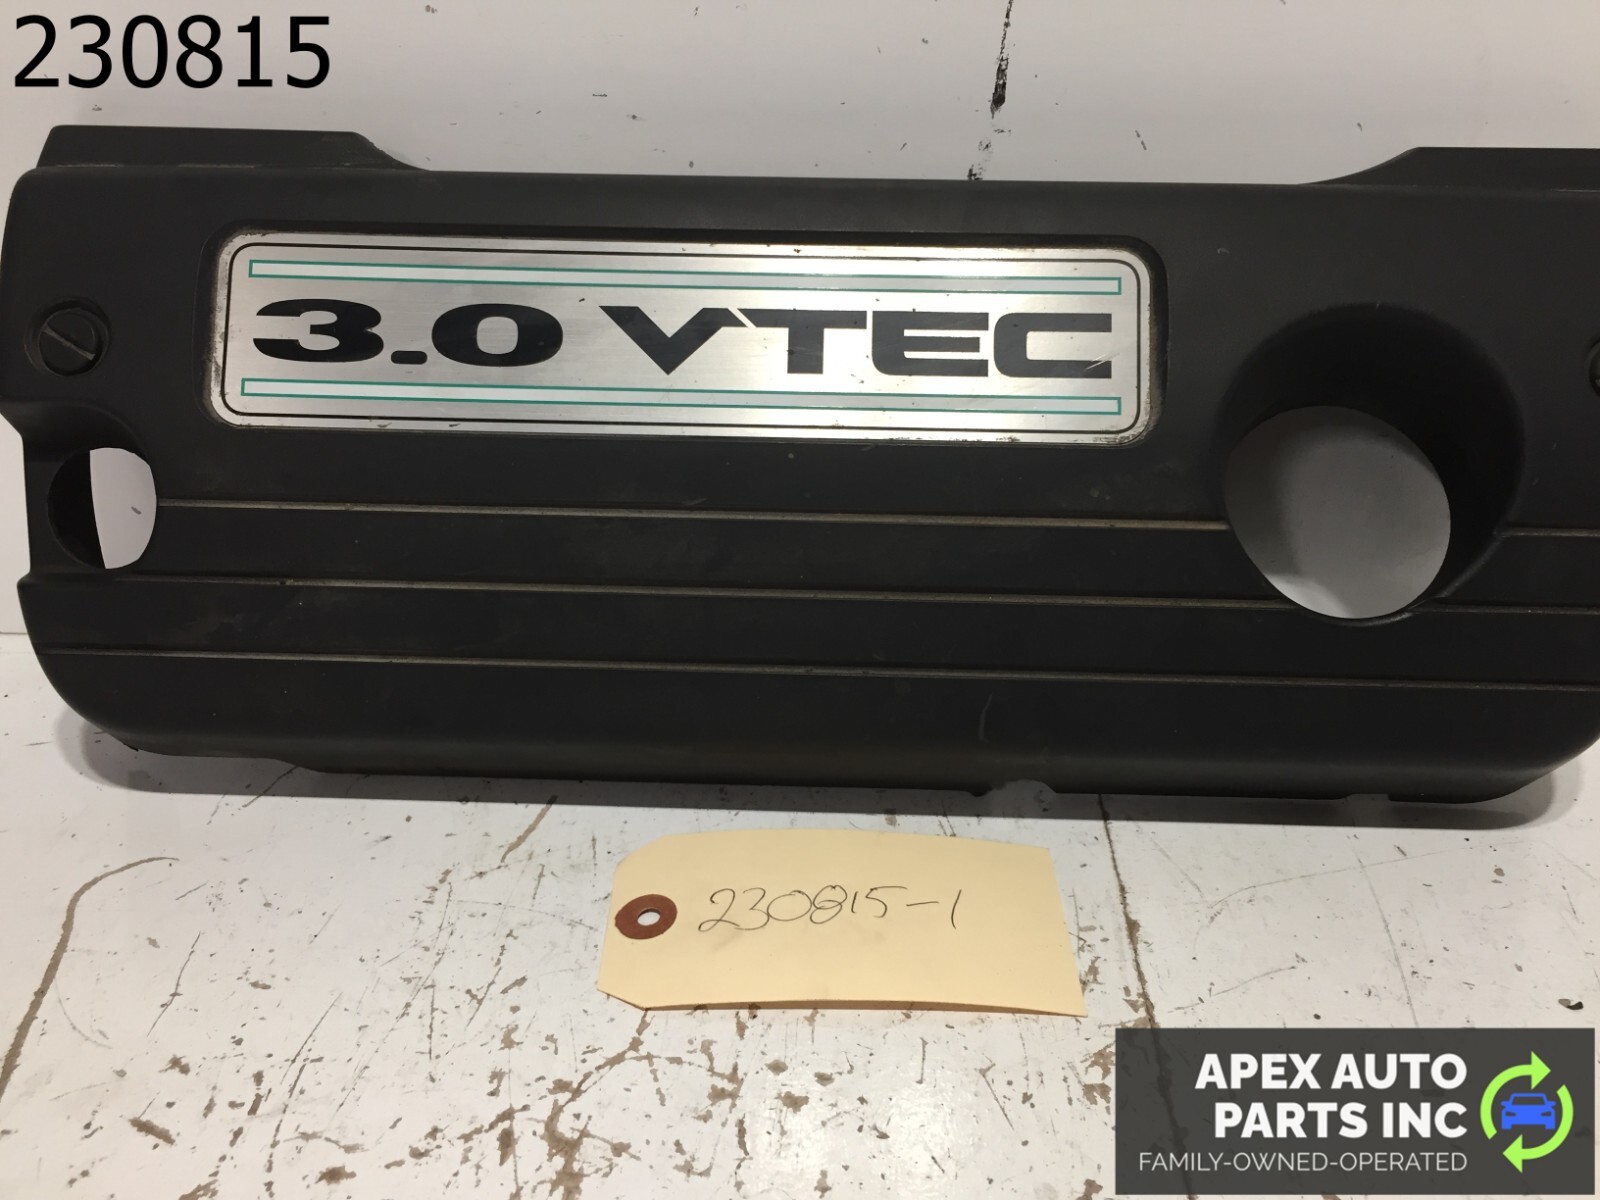 230815
3.0 VTEC
230815-1
APEX AUTO
PARTS INC
FAMILY-OWNED-OPERATED